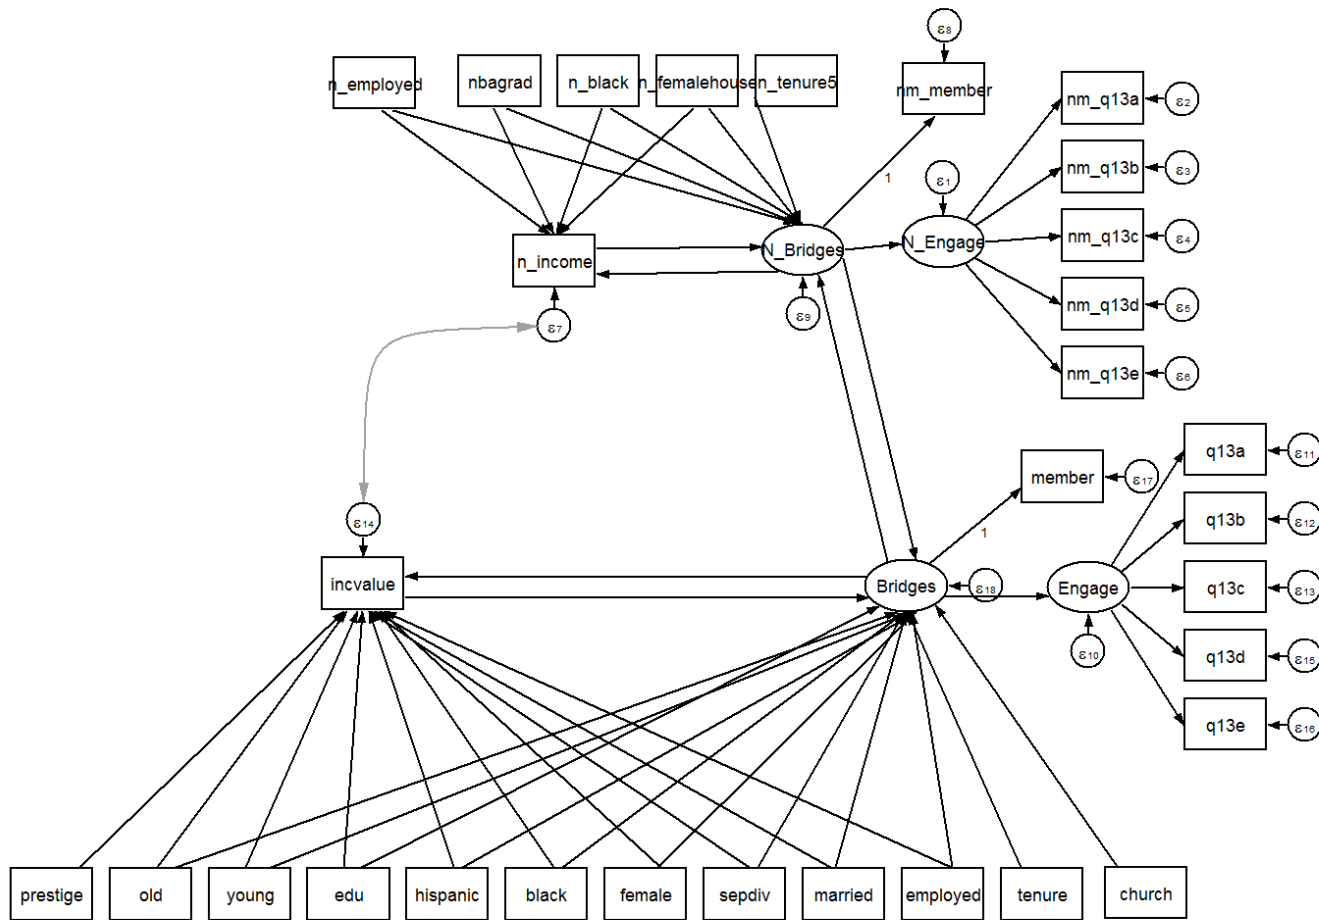 ε8
n_employed
nbagrad
n_black
n_femalehouse
n_tenure5
nm_member
nm_q13a
ε2
nm_q13b
ε3
1
ε1
nm_q13c
ε4
n_income
N_Bridges
N_Engage
nm_q13d
ε5
ε7
ε9
nm_q13e
ε6
q13a
ε11
member
ε17
q13b
ε12
ε14
1
incvalue
Bridges
ε18
Engage
q13c
ε13
ε10
q13d
ε15
q13e
ε16
prestige
old
young
edu
hispanic
black
female
sepdiv
married
employed
tenure
church